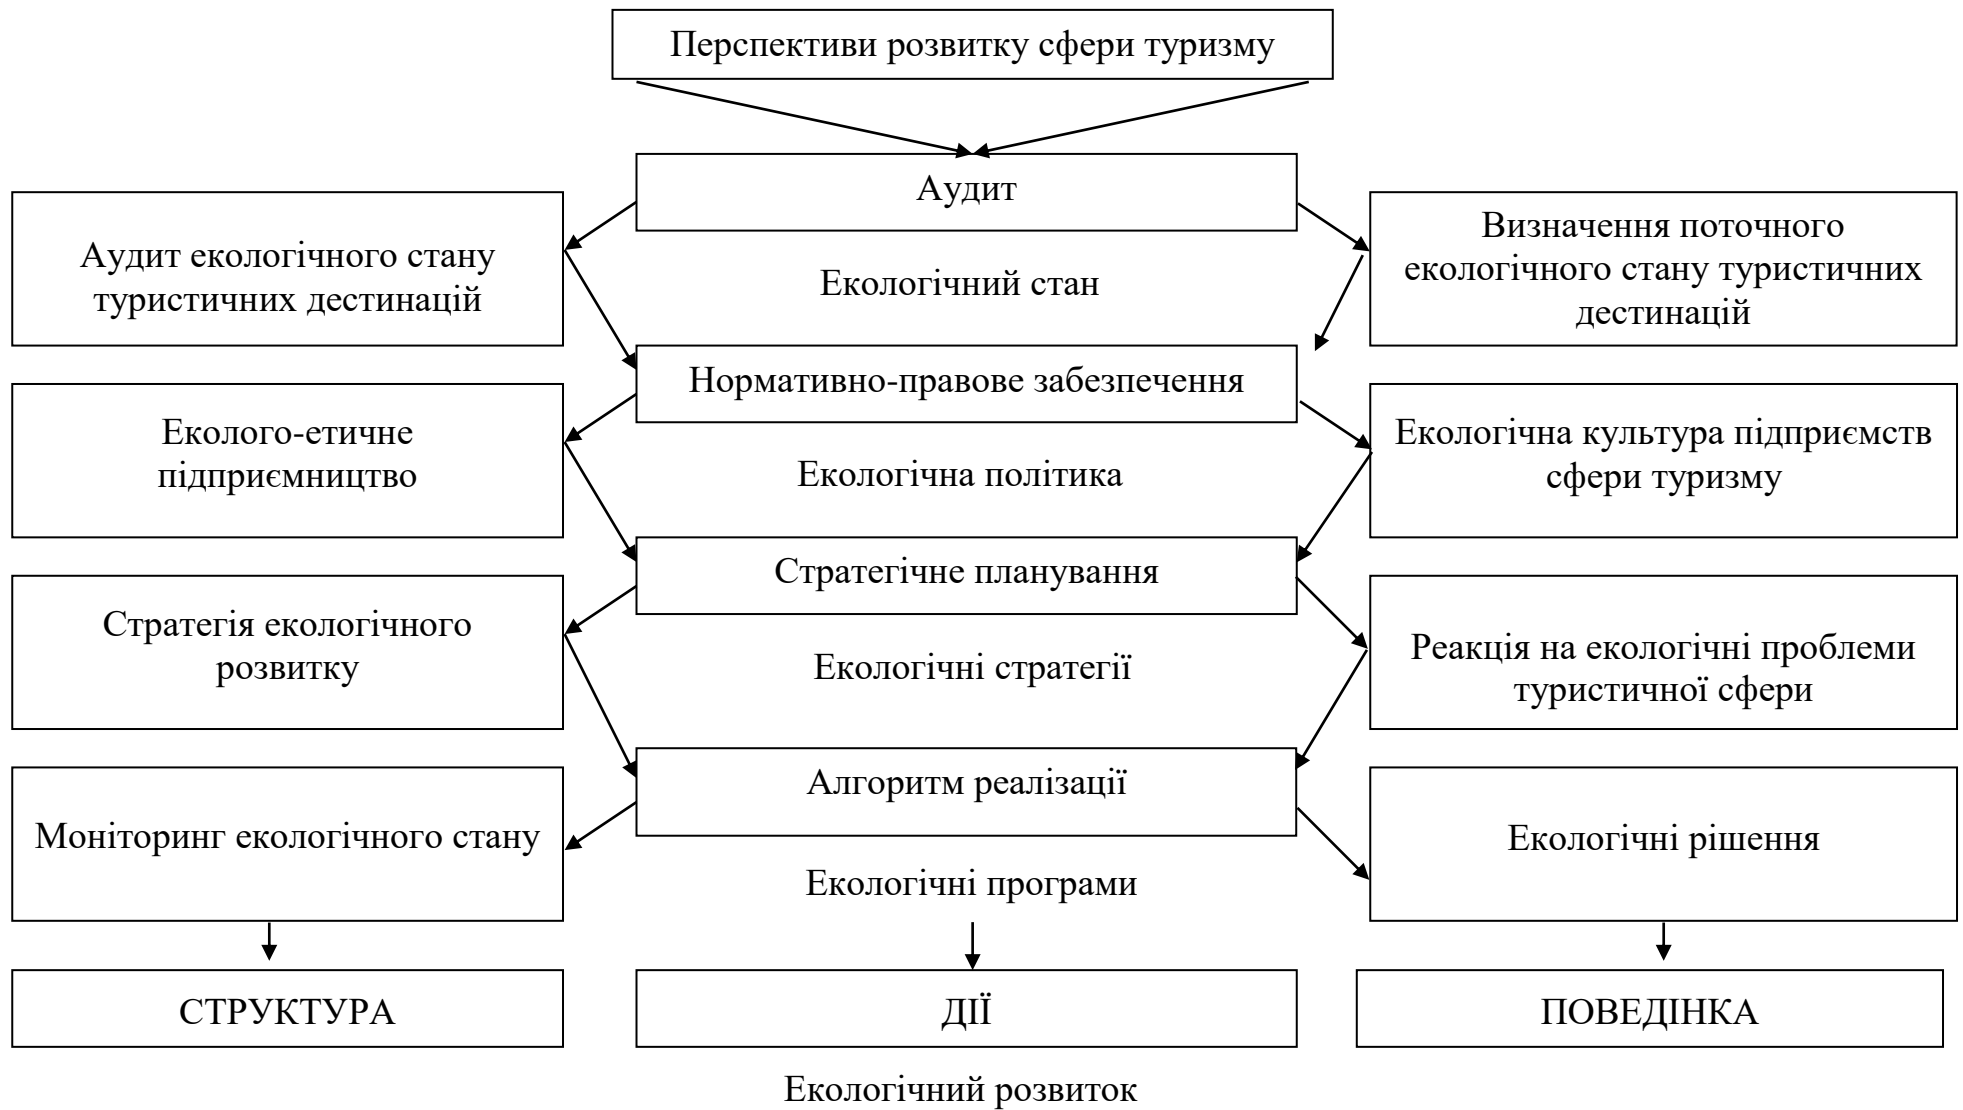 Перспективи розвитку сфери туризму
Аудит
Аудит екологічного стану
туристичних дестинацій
Екологічний стан
Визначення поточного
екологічного стану туристичних
дестинацій
Нормативно-правове забезпечення
Еколого-етичне
підприємництво
Екологічна політика
Екологічна культура підприємств
сфери туризму
Стратегічне планування
Стратегія екологічного
розвитку
Екологічні стратегії
Реакція на екологічні проблеми
туристичної сфери
Алгоритм реалізації
Моніторинг екологічного стану
Екологічні програми
Екологічні рішення
СТРУКТУРА
ДІЇ
ПОВЕДІНКА
Екологічний розвиток